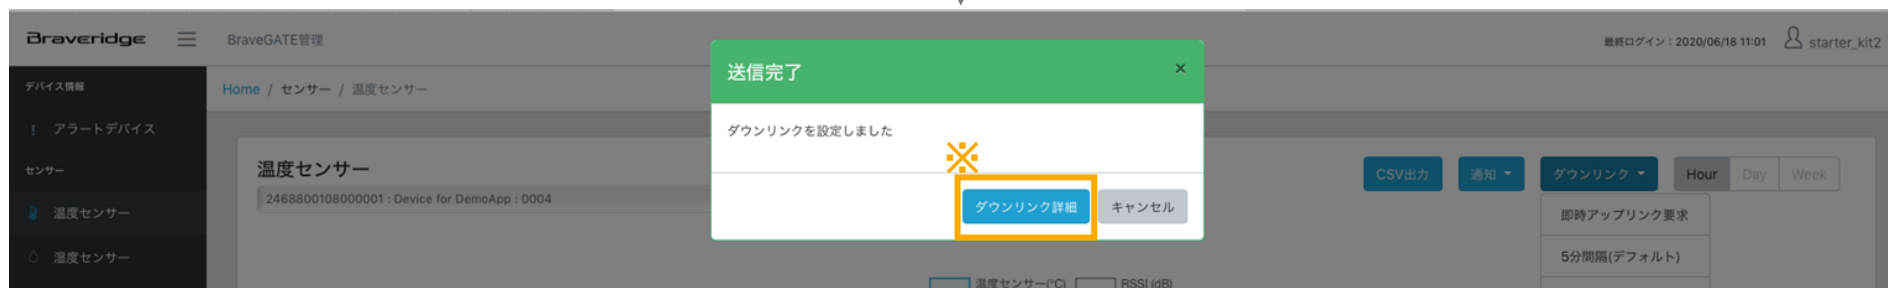 Braveridge
BraveGATE管理
最終ログイン：2020/06/18 11:01
starter_kit2
デバイス情報
! アラートデバイス
センサー
温度センサー
湿度センサー
Home / センサー / 温度センサー
温度センサー
2468800108000001 : Device for DemoApp : 0004
送信完了
×
ダウンリンクを設定しました
※
ダウンリンク詳細
キャンセル
CSV出力
通知
ダウンリンク
Hour
Day
Week
即時アップリンク要求
5分間隔(デフォルト)
温度センサー(°C)
RSSI (dB)